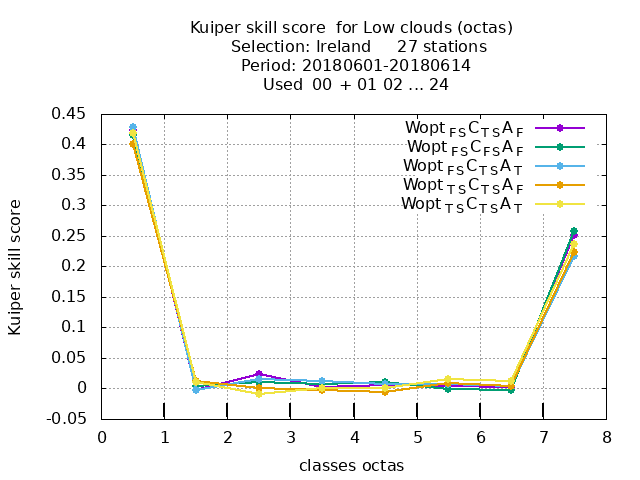 Kuiper skill score for Low clouds (octas)
Selection: Ireland 27 stations
Period: 20180601-20180614
Used 00 + 01 02 ... 24
Wopt FS C TS A F
Wopt FS C FS A F
Wopt FS C TS A T
Wopt TS C TS A F
Wopt TS C TS A T
Kuiper skill score
0.45
0.4
0.35
0.3
0.25
0.2
0.15
0.1
0.05
0
-0.05
0 1 2 3 4 5 6 7 8
classes octas